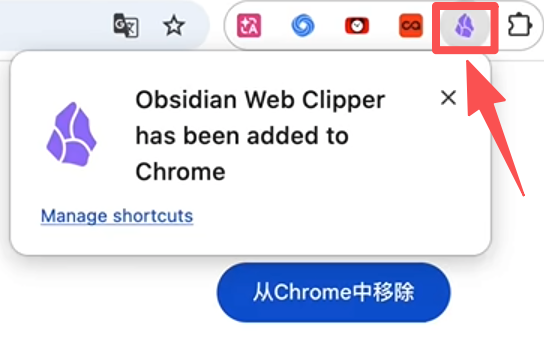 Obsidian Web Clipper
has been added to
Chrome
Manage shortcuts
从Chrome中移除